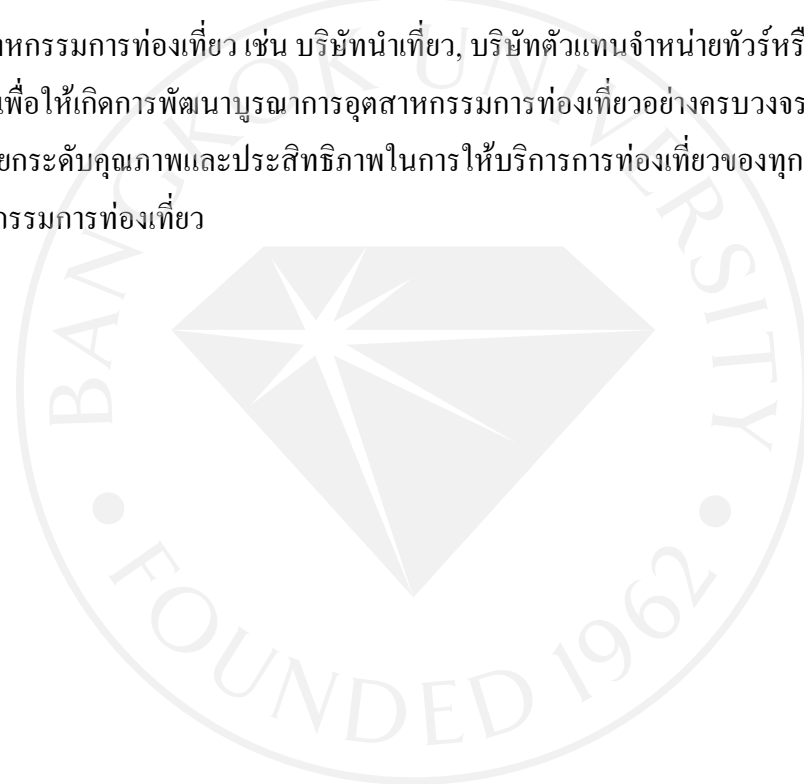 าหกรรมการท่องเที่ยว เช่น บริษัทนำเที่ยว, บริษัทตัวแทนจำหน่ายทัวร์หรื
เพื่อให้เกิดการพัฒนาบูรณาการอุตสาหกรรมการท่องเที่ยวอย่างครบวงจร
ยกระดับคุณภาพและประสิทธิภาพในการให้บริการการท่องเที่ยวของทุก
กรรมการท่องเที่ยว
BANGKOK UNIVERSITY
FOUNDED 1962